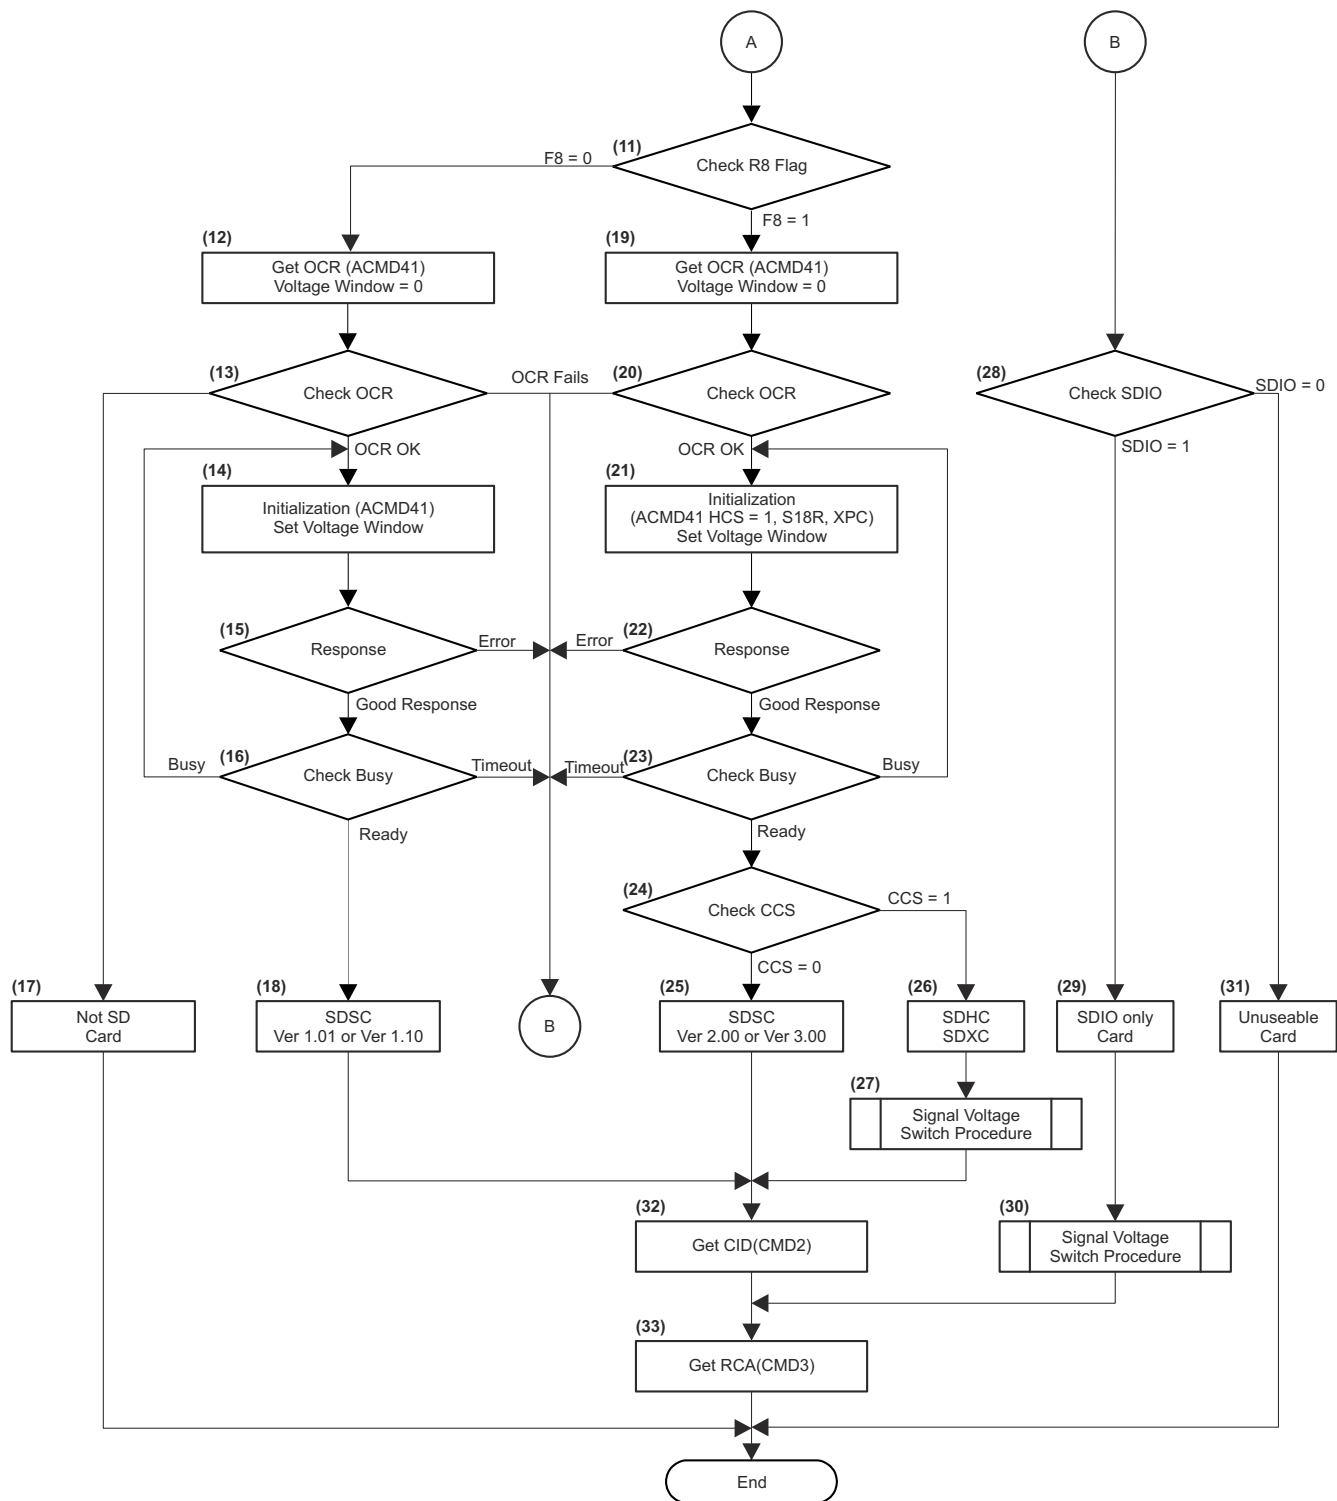 A
B
(11)
Check R8 Flag
F8 = 0
F8 = 1
(12)
Get OCR (ACMD41)
Voltage Window = 0
(19)
Get OCR (ACMD41)
Voltage Window = 0
(13)
Check OCR
OCR Fails
(20)
Check OCR
(28)
Check SDIO
SDIO = 0
SDIO = 1
OCR OK
OCR OK
(14)
Initialization (ACMD41)
Set Voltage Window
(21)
Initialization
(ACMD41 HCS = 1, S18R, XPC)
Set Voltage Window
(15)
Response
Error
Error
(22)
Response
Good Response
Good Response
Busy
(16)
Check Busy
Timeout
Timeout
(23)
Check Busy
Busy
Ready
Ready
(24)
Check CCS
CCS = 1
CCS = 0
(17)
Not SD
Card
(18)
SDSC
Ver 1.01 or Ver 1.10
B
(25)
SDSC
Ver 2.00 or Ver 3.00
(26)
SDHC
SDXC
(29)
SDIO only
Card
(31)
Unuseable
Card
(27)
Signal Voltage
Switch Procedure
(32)
Get CID(CMD2)
(30)
Signal Voltage
Switch Procedure
(33)
Get RCA(CMD3)
End